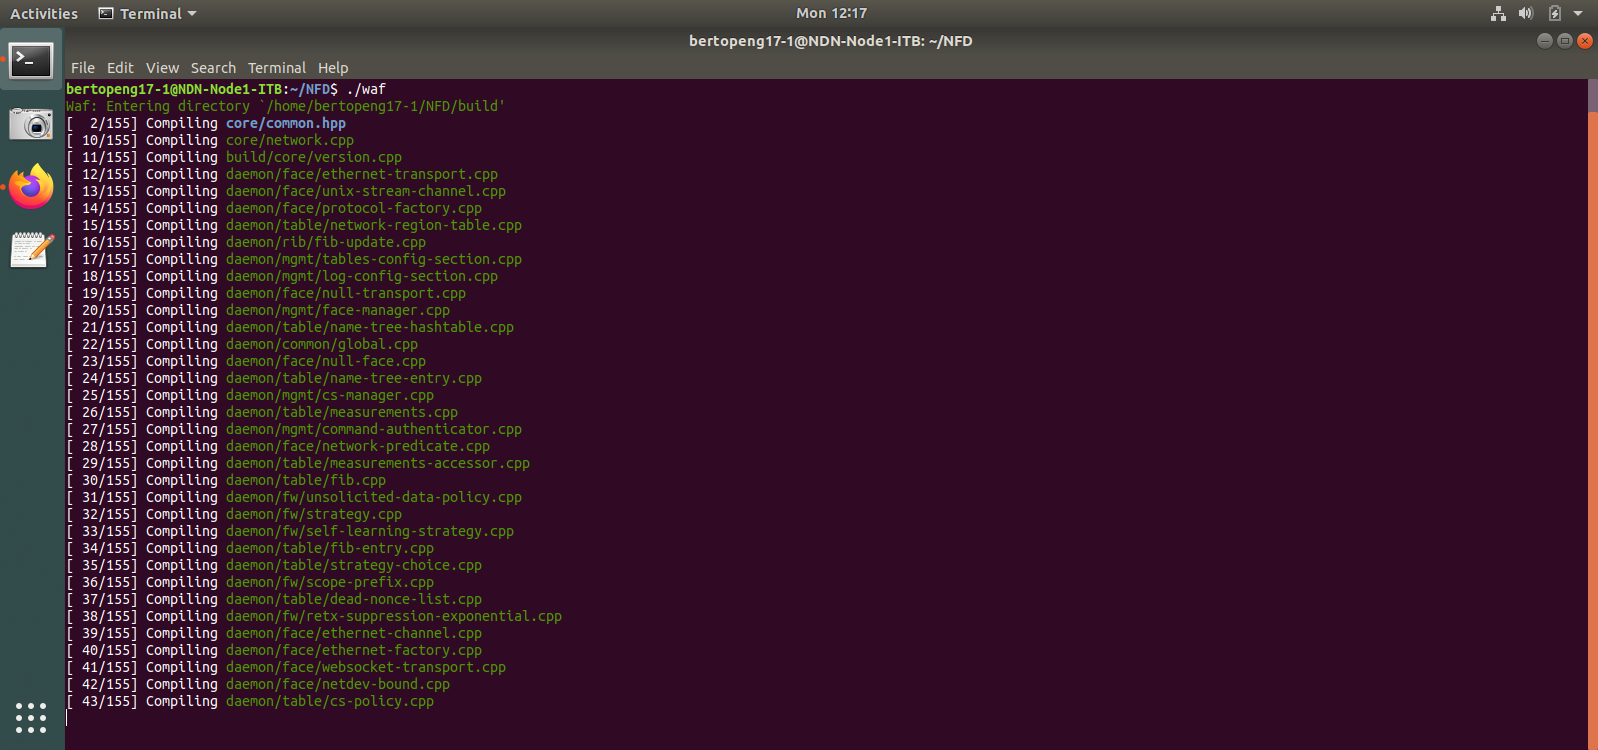 Activities Terminal Mon 12:17
bertopeng17-1@NDN-Node1-ITB: ~/NFD
File Edit View Search Terminal Help
bertopeng17-1@NDN-Node1-ITB:~/NFD$ ./waf
Waf: Entering directory `/home/bertopeng17-1/NFD/build'
[  2/155] Compiling core/common.hpp
[ 10/155] Compiling core/network.cpp
[ 11/155] Compiling build/core/version.cpp
[ 12/155] Compiling daemon/face/ethernet-transport.cpp
[ 13/155] Compiling daemon/face/unix-stream-channel.cpp
[ 14/155] Compiling daemon/face/protocol-factory.cpp
[ 15/155] Compiling daemon/table/network-region-table.cpp
[ 16/155] Compiling daemon/rib/fib-update.cpp
[ 17/155] Compiling daemon/mgmt/tables-config-section.cpp
[ 18/155] Compiling daemon/mgmt/log-config-section.cpp
[ 19/155] Compiling daemon/face/null-transport.cpp
[ 20/155] Compiling daemon/mgmt/face-manager.cpp
[ 21/155] Compiling daemon/table/name-tree-hashtable.cpp
[ 22/155] Compiling daemon/common/global.cpp
[ 23/155] Compiling daemon/face/null-face.cpp
[ 24/155] Compiling daemon/table/name-tree-entry.cpp
[ 25/155] Compiling daemon/mgmt/cs-manager.cpp
[ 26/155] Compiling daemon/table/measurements.cpp
[ 27/155] Compiling daemon/mgmt/command-authenticator.cpp
[ 28/155] Compiling daemon/face/network-predicate.cpp
[ 29/155] Compiling daemon/table/measurements-accessor.cpp
[ 30/155] Compiling daemon/table/fib.cpp
[ 31/155] Compiling daemon/fw/unsolicited-data-policy.cpp
[ 32/155] Compiling daemon/fw/strategy.cpp
[ 33/155] Compiling daemon/fw/self-learning-strategy.cpp
[ 34/155] Compiling daemon/table/fib-entry.cpp
[ 35/155] Compiling daemon/table/strategy-choice.cpp
[ 36/155] Compiling daemon/fw/scope-prefix.cpp
[ 37/155] Compiling daemon/table/dead-nonce-list.cpp
[ 38/155] Compiling daemon/fw/retx-suppression-exponential.cpp
[ 39/155] Compiling daemon/face/ethernet-channel.cpp
[ 40/155] Compiling daemon/face/ethernet-factory.cpp
[ 41/155] Compiling daemon/face/websocket-transport.cpp
[ 42/155] Compiling daemon/face/netdev-bound.cpp
[ 43/155] Compiling daemon/table/cs-policy.cpp